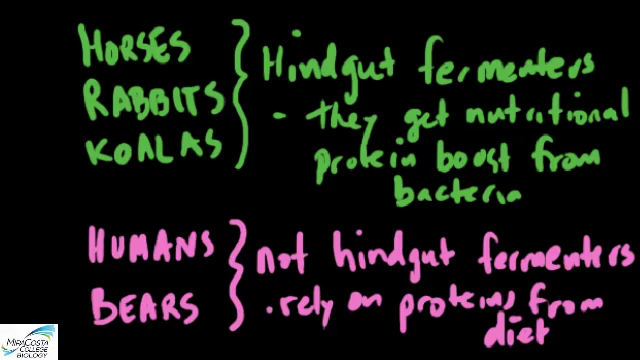 HORSES
RABBITS
KOALAS
Hindgut fermenters
- they get nutritional
protein boost from
bacteria
HUMANS
BEARS
not hindgut fermenters
. rely on proteins from
diet
MIRACOSTA
COLLEGE
BIOLOGY